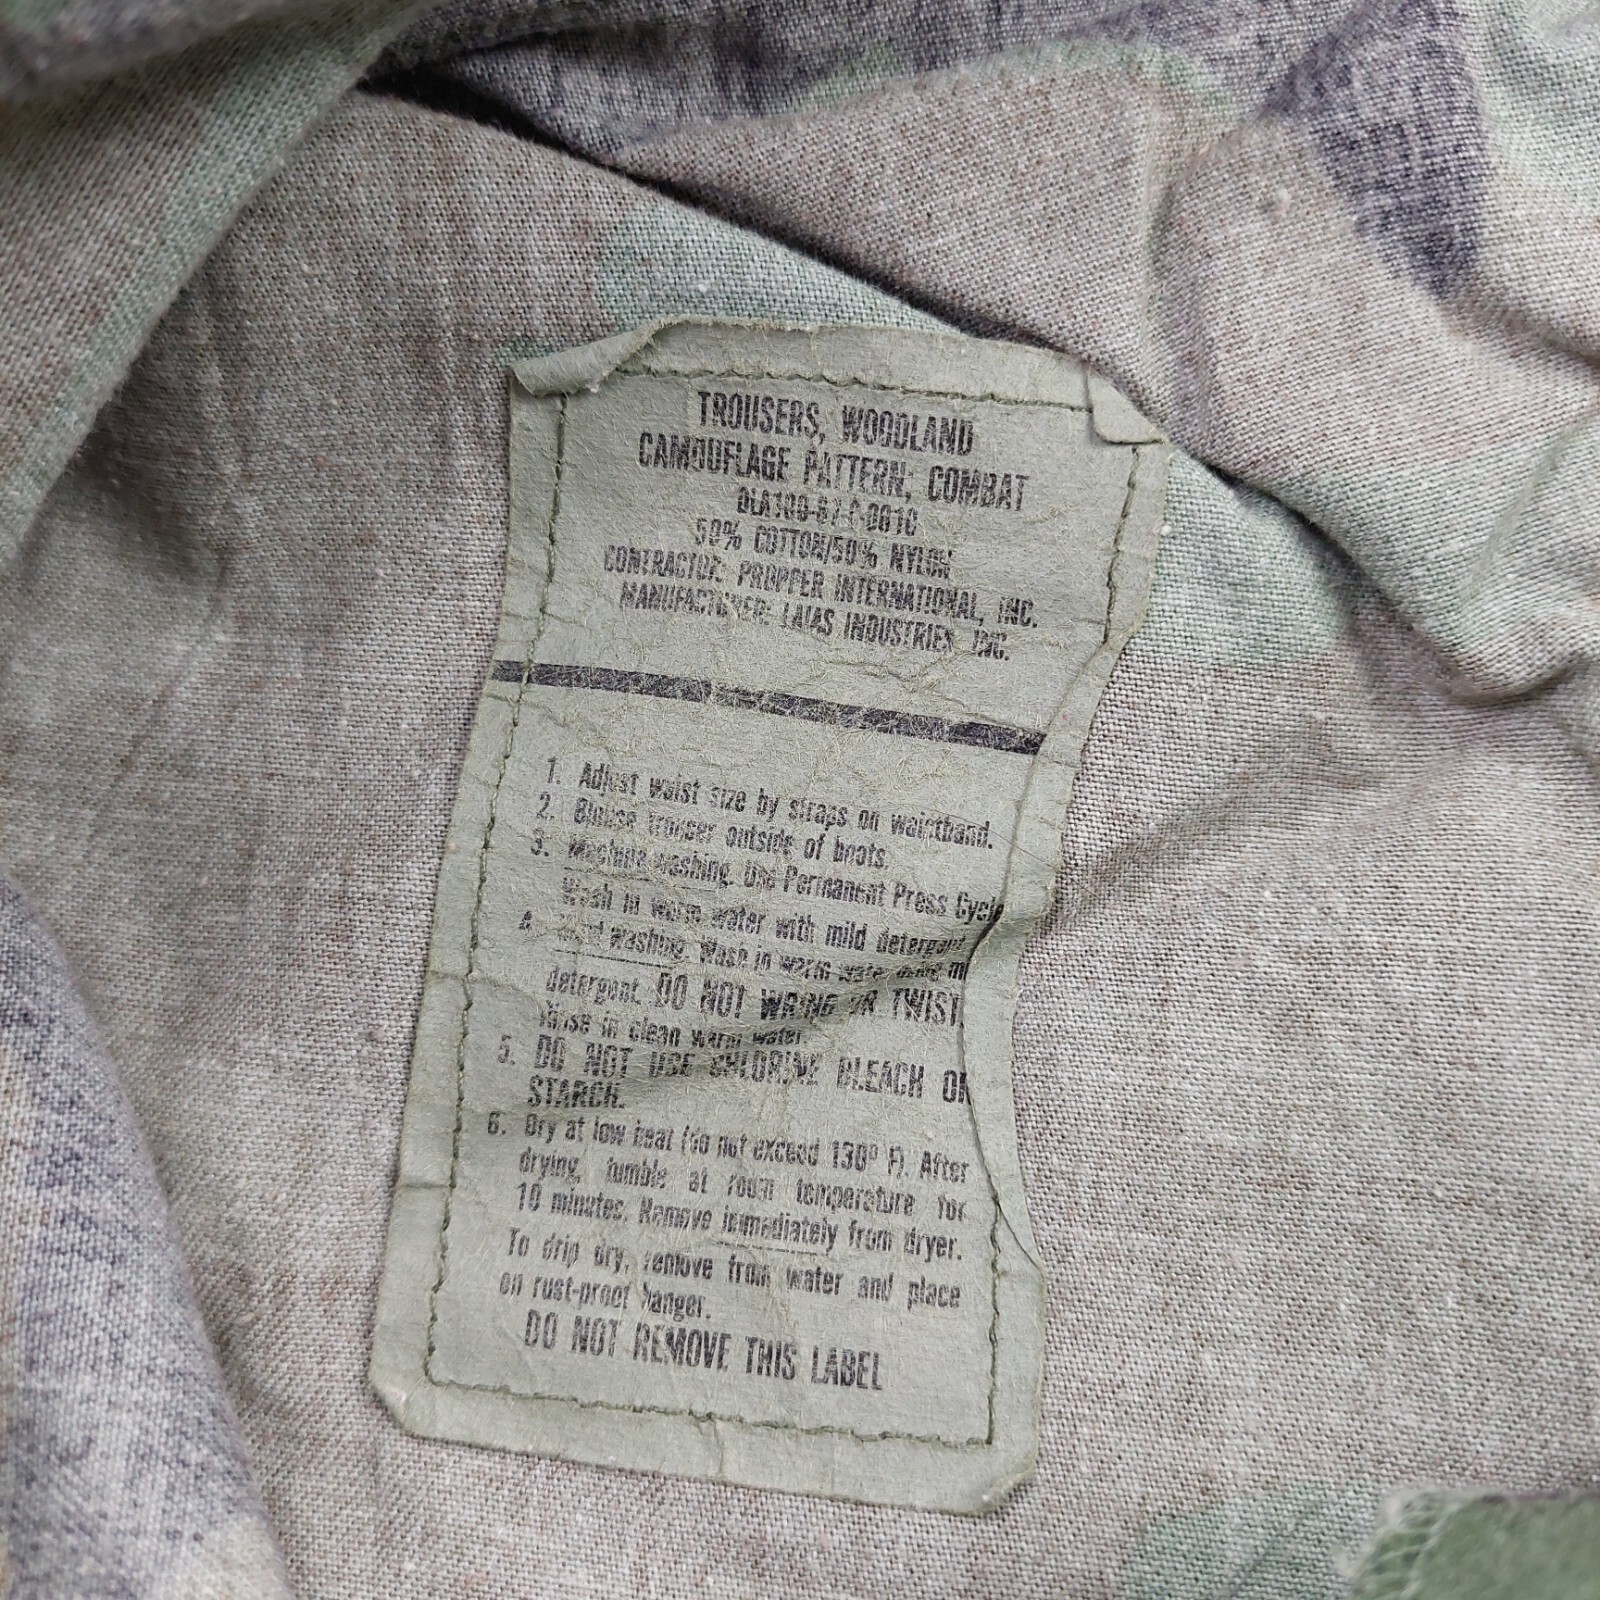 TROUSERS, WOODLAND
CAMOUFLAGE PATTERN; COMBAT
DLA100-87-C-0610
50% COTTON/50% NYLON
CONTRACTOR: PROPPER INTERNATIONAL, INC.
MANUFACTURER: INDUSTRIES, INC.
1. Adjust waist size by straps on waistband.
2. Blouse trouser outside of boots.
3. Machine washing. Use Permanent Press Cycle
Wash in warm water with mild detergent
4. Hand washing. Wash in warm water using
detergent. DO NOT WRING OR TWIST
Rinse in clean warm water.
5. DO NOT USE CHLORINE BLEACH OR
STARCH.
6. Dry at low heat (do not exceed 130° F). After
drying, tumble at room temperature for
10 minutes. Remove immediately from dryer.
To drip dry, remove from water and place
on rust-proof hanger.
DO NOT REMOVE THIS LABEL